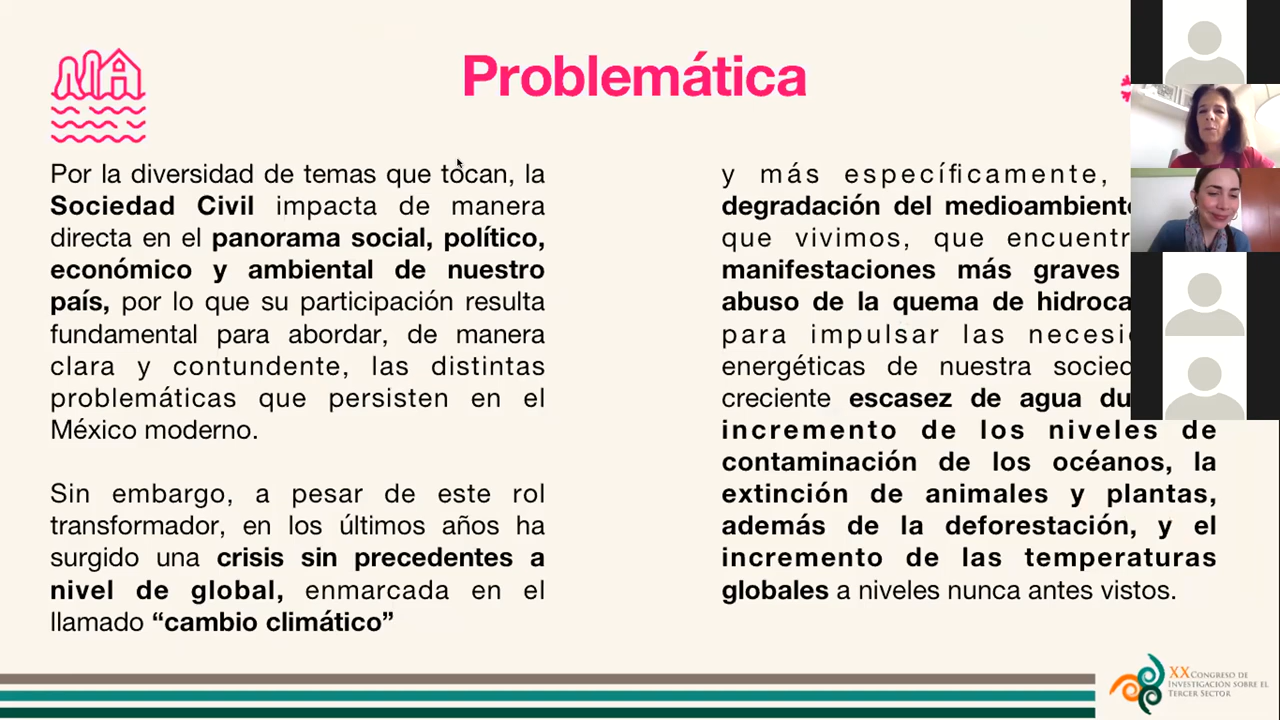 Problemática
Por la diversidad de temas que tocan, la
Sociedad Civil impacta de manera
directa en el panorama social, político,
económico y ambiental de nuestro
país, por lo que su participación resulta
fundamental para abordar, de manera
clara y contundente, las distintas
problemáticas que persisten en el
México moderno.
Sin embargo, a pesar de este rol
transformador, en los últimos años ha
surgido una crisis sin precedentes a
nivel de global, enmarcada en el
llamado “cambio climático”
y más específicamente,
degradación del medioambiente
que vivimos, que
manifestaciones más graves
abuso de la quema de
para impulsar las
energéticas de nuestra
creciente escasez de agua
incremento de los niveles de
contaminación de los océanos, la
extinción de animales y plantas,
además de la deforestación, y el
incremento de las temperaturas
globales a niveles nunca antes vistos.
XX CONGRESO DE
INVESTIGACIÓN SOBRE EL
TERCER SECTOR